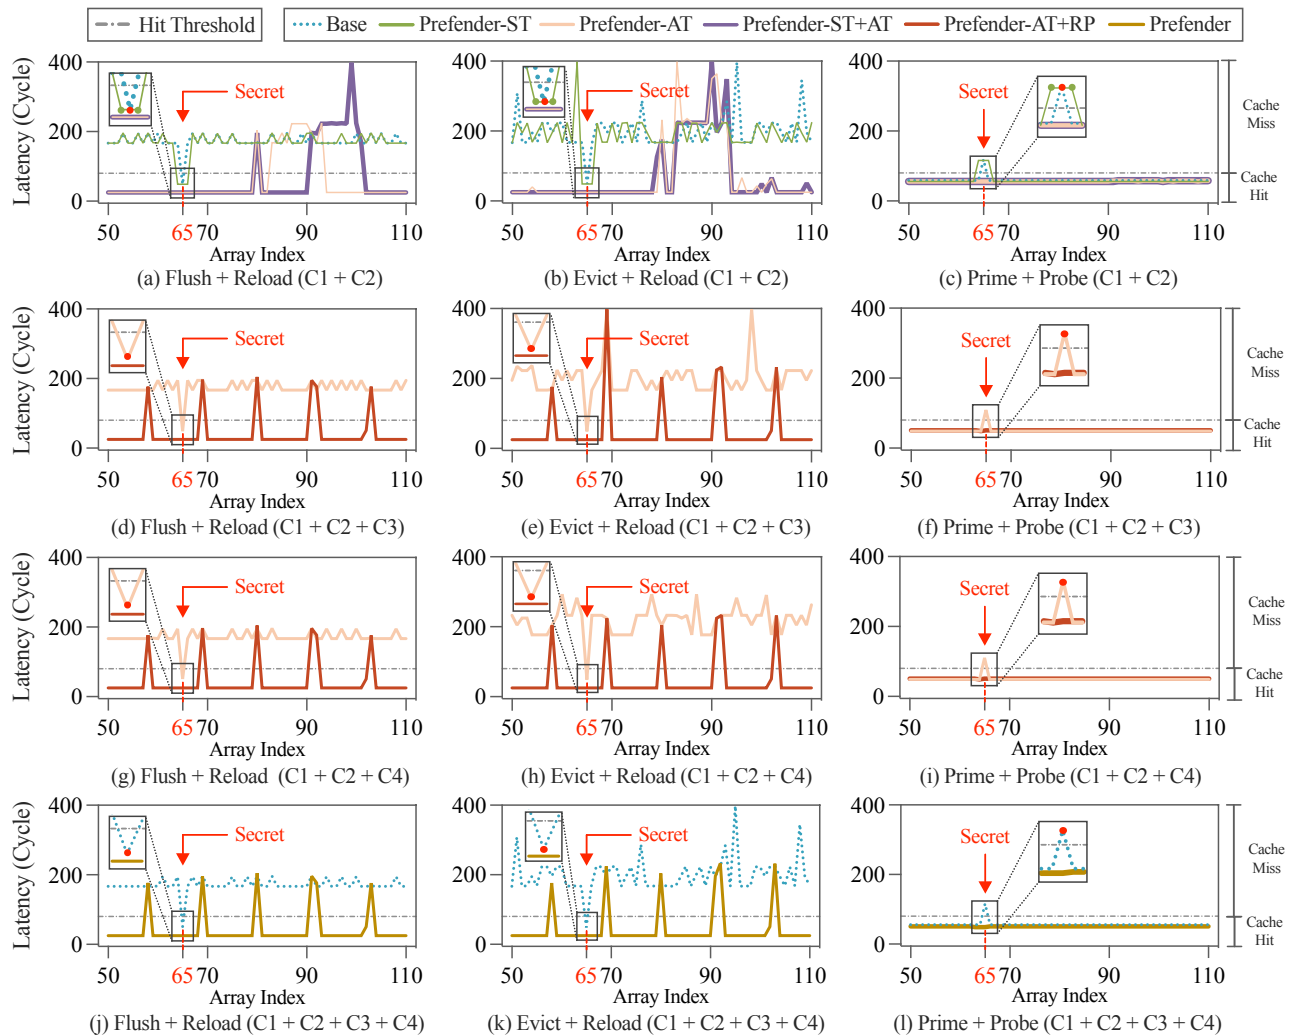 Hit Threshold Base Prefender-ST Prefender-AT Prefender-ST+AT Prefender-AT+RP Prefender
Latency (Cycle)
400
200
0
Secret
50 65 70 90 110
Array Index
(a) Flush + Reload (C1 + C2)
400
200
0
Secret
50 65 70 90 110
Array Index
(b) Evict + Reload (C1 + C2)
400
200
0
Secret
50 65 70 90 110
Array Index
(c) Prime + Probe (C1 + C2)
Cache
Miss
Cache
Hit
Latency (Cycle)
400
200
0
Secret
50 65 70 90 110
Array Index
(d) Flush + Reload (C1 + C2 + C3)
400
200
0
Secret
50 65 70 90 110
Array Index
(e) Evict + Reload (C1 + C2 + C3)
400
200
0
Secret
50 65 70 90 110
Array Index
(f) Prime + Probe (C1 + C2 + C3)
Cache
Miss
Cache
Hit
Latency (Cycle)
400
200
0
Secret
50 65 70 90 110
Array Index
(g) Flush + Reload (C1 + C2 + C4)
400
200
0
Secret
50 65 70 90 110
Array Index
(h) Evict + Reload (C1 + C2 + C4)
400
200
0
Secret
50 65 70 90 110
Array Index
(i) Prime + Probe (C1 + C2 + C4)
Cache
Miss
Cache
Hit
Latency (Cycle)
400
200
0
Secret
50 65 70 90 110
Array Index
(j) Flush + Reload (C1 + C2 + C3 + C4)
400
200
0
Secret
50 65 70 90 110
Array Index
(k) Evict + Reload (C1 + C2 + C3 + C4)
400
200
0
Secret
50 65 70 90 110
Array Index
(l) Prime + Probe (C1 + C2 + C3 + C4)
Cache
Miss
Cache
Hit